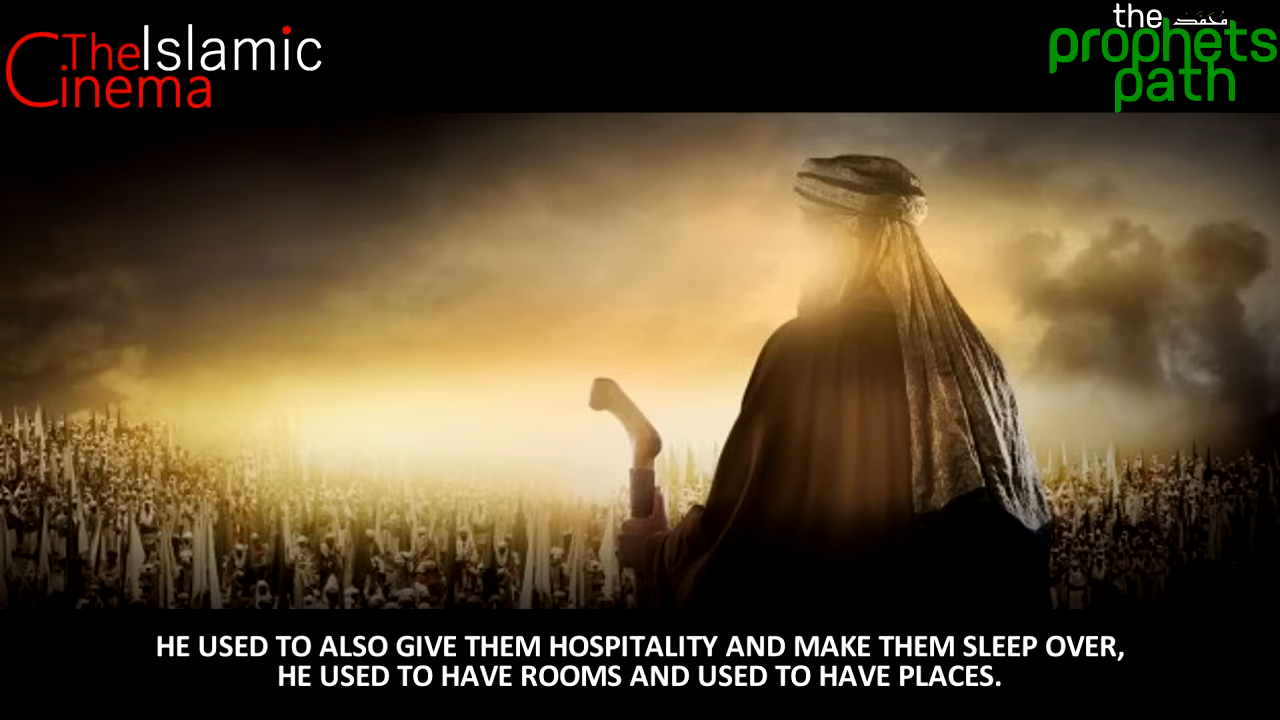 TheIslamic
Cinema
the محمد
prophets
path
HE USED TO ALSO GIVE THEM HOSPITALITY AND MAKE THEM SLEEP OVER,
HE USED TO HAVE ROOMS AND USED TO HAVE PLACES.